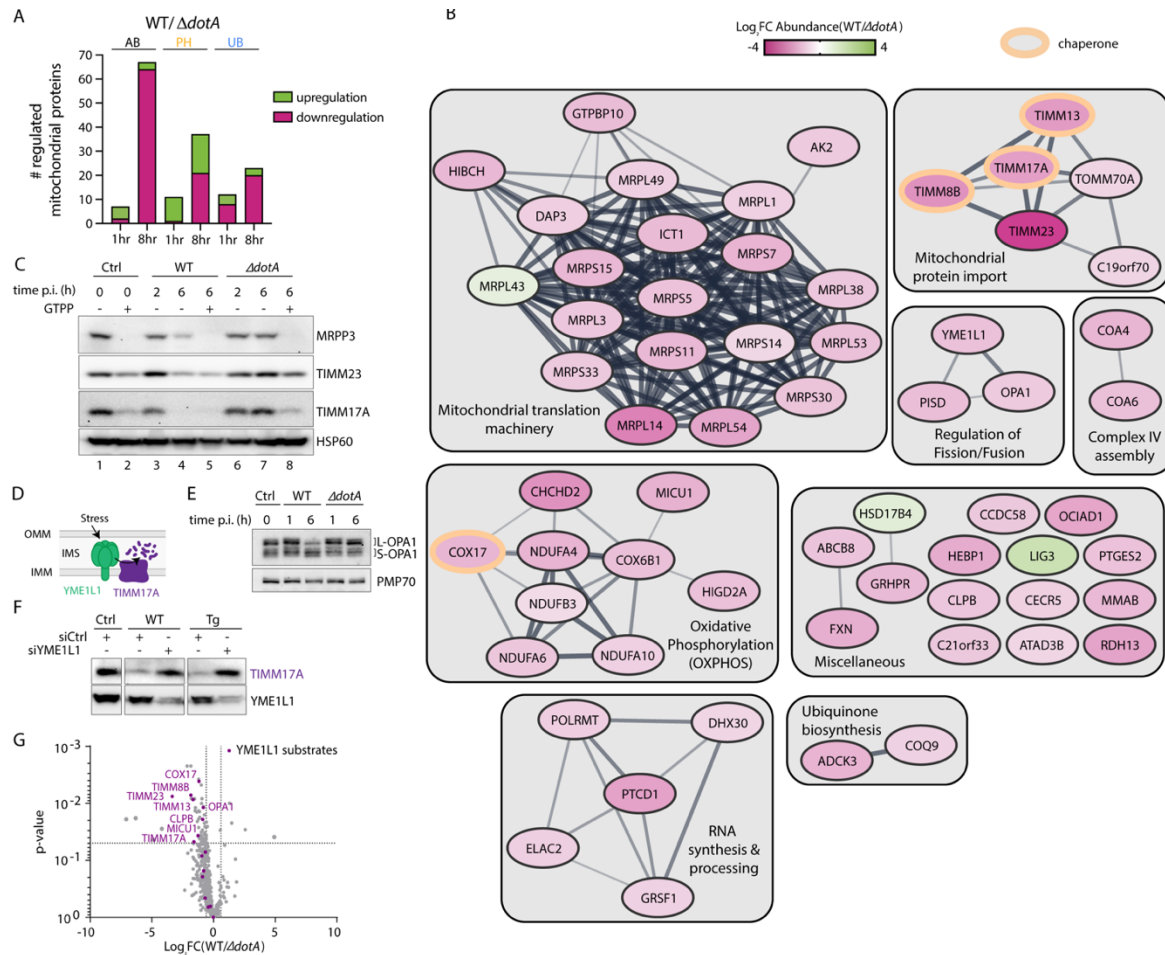 A
WT/ΔdotA
AB PH UB
# regulated
mitochondrial proteins
70
60
50
40
30
20
10
0
1hr 8hr 1hr 8hr 1hr 8hr
upregulation
downregulation
B
Log₂FC Abundance(WT/ΔdotA)
-4 4
chaperone
GTPBP10
AK2
HIBCH
MRPL49
MRPL1
DAP3
ICT1
MRPS7
MRPS15
MRPL43
MRPS5
MRPL38
MRPL3
MRPS14
MRPS11
MRPL53
MRPS33
MRPS30
MRPL14
MRPL54
Mitochondrial translation
machinery
TIMM13
TIMM17A
TIMM8B
TOMM70A
TIMM23
C19orf70
Mitochondrial
protein import
YME1L1
PISD
OPA1
Regulation of
Fission/Fusion
COA4
COA6
Complex IV
assembly
CHCHD2
MICU1
COX17
NDUFA4
COX6B1
NDUFB3
HIGD2A
NDUFA6
NDUFA10
Oxidative
Phosphorylation
(OXPHOS)
HSD17B4
CCDC58
OCIAD1
ABCB8
HEBP1
LIG3
PTGES2
GRHPR
CLPB
CECR5
MMAB
FXN
C21orf33
ATAD3B
RDH13
Miscellaneous
POLRMT
DHX30
PTCD1
ELAC2
GRSF1
RNA
synthesis &
processing
Ubiquinone
biosynthesis
ADCK3
COQ9
C
Ctrl WT ΔdotA
time p.i. (h) 0 0 2 6 6 2 6 6
GTPP - + - - + - - +
MRPP3
TIMM23
TIMM17A
HSP60
1 2 3 4 5 6 7 8
D
Stress
OMM
IMS
IMM
YME1L1 TIMM17A
E
Ctrl WT ΔdotA
time p.i. (h) 0 1 6 1 6
L-OPA1
S-OPA1
PMP70
F
Ctrl WT Tg
siCtrl + + - + -
siYME1L1 - - + - +
TIMM17A
YME1L1
G
YME1L1 substrates
p-value
10⁻³
10⁻²
10⁻¹
10⁰
COX17
TIMM8B
TIMM23
TIMM13
OPA1
CLPB
MICU1
TIMM17A
-10 -5 0 5 10
Log₂FC(WT/ΔdotA)